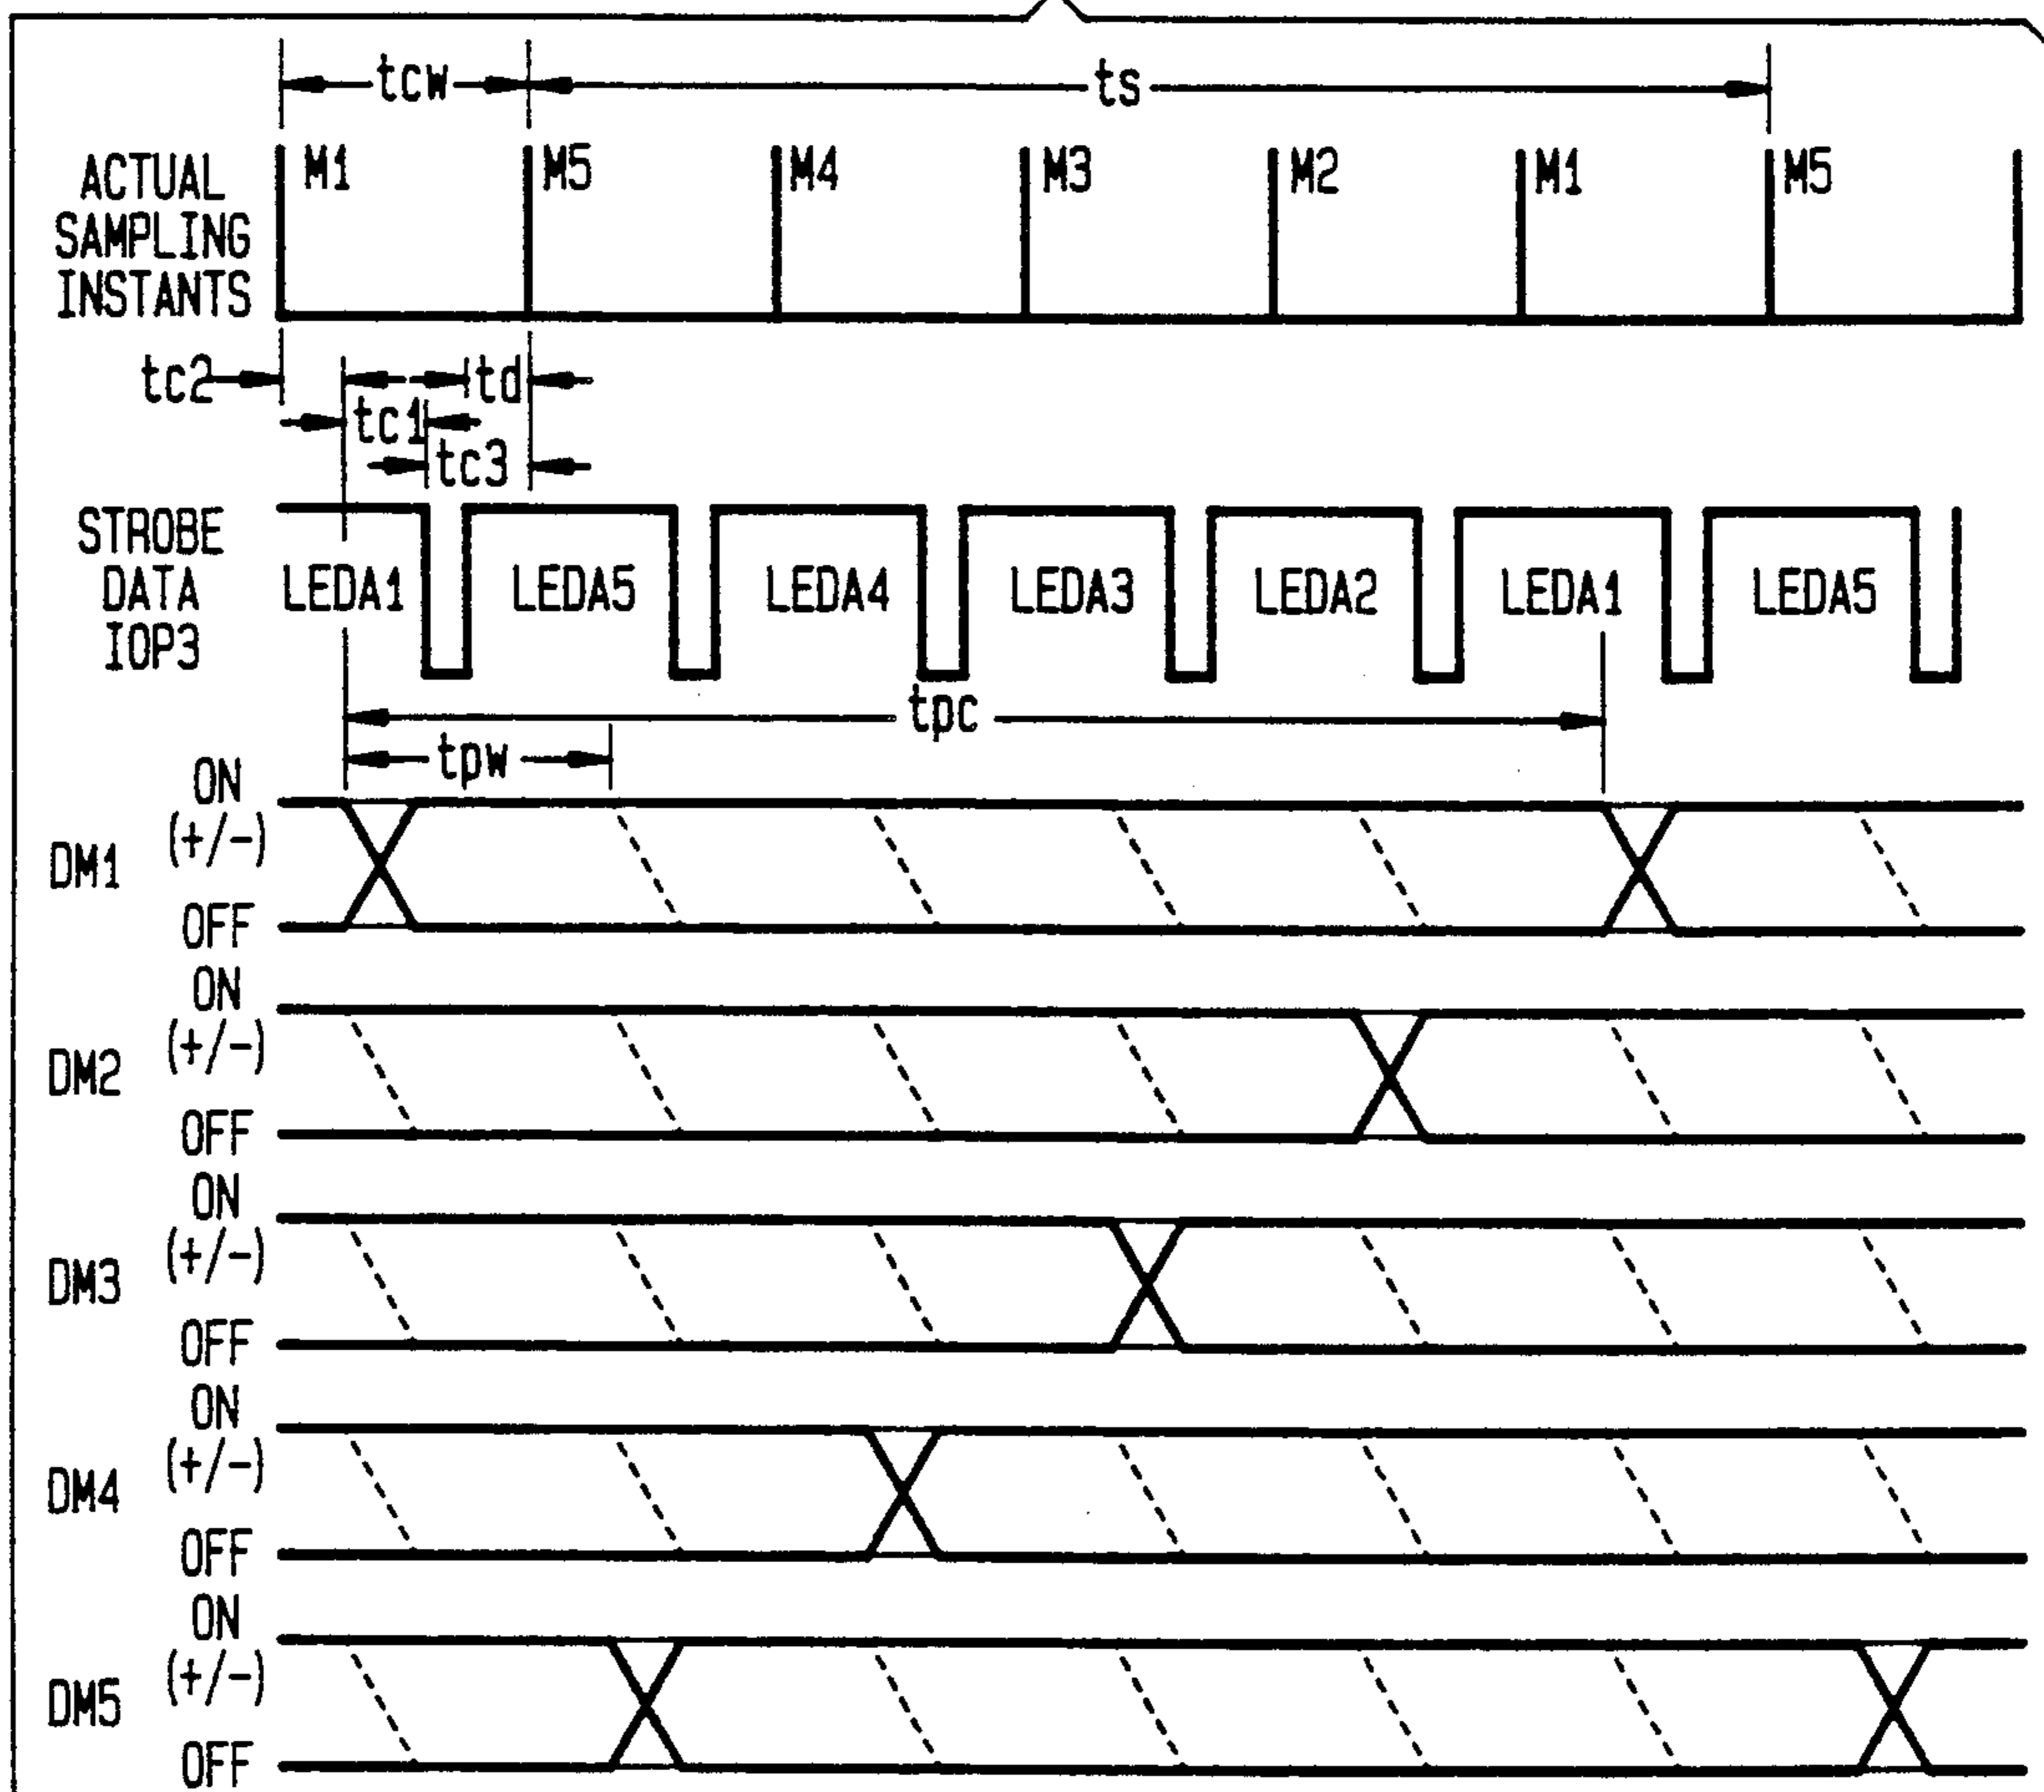 tcw ts
ACTUAL
SAMPLING
INSTANTS
M1 M5 M4 M3 M2 M1 M5
tc2 td
tc1
tc3
STROBE
DATA
IOP3
LEDA1 LEDA5 LEDA4 LEDA3 LEDA2 LEDA1 LEDA5
tpc
tpw
DM1
ON
(+/-)
OFF
DM2
ON
(+/-)
OFF
DM3
ON
(+/-)
OFF
DM4
ON
(+/-)
OFF
DM5
ON
(+/-)
OFF